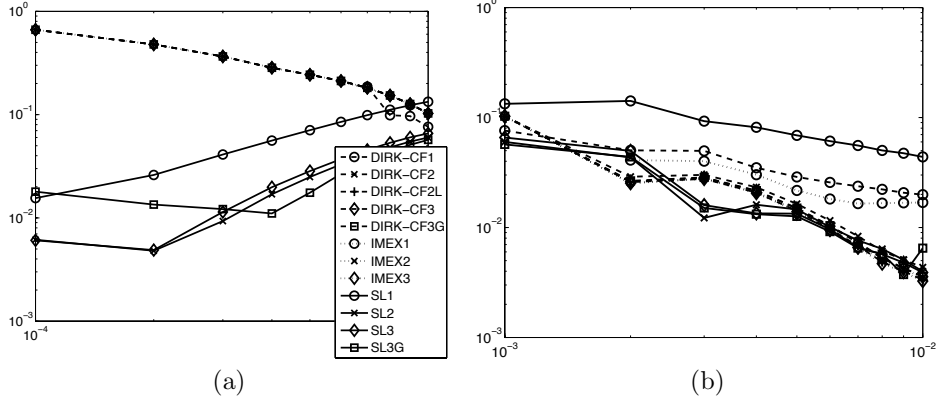 10^0
10^-1
10^-2
10^-3
10^-4
DIRK-CF1
DIRK-CF2
DIRK-CF2L
DIRK-CF3
DIRK-CF3G
IMEX1
IMEX2
IMEX3
SL1
SL2
SL3
SL3G
(a)
10^0
10^-1
10^-2
10^-3
10^-3
10^-2
(b)